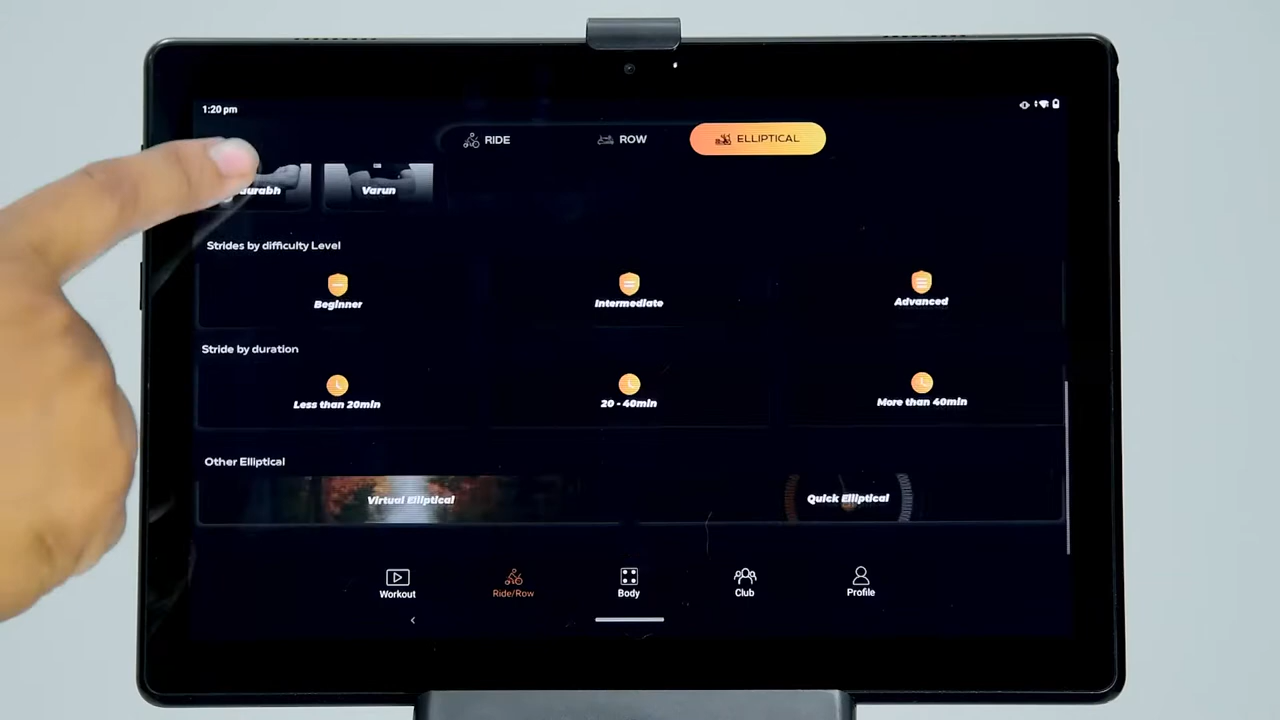 1:20 pm
RIDE
ROW
ELLIPTICAL
Varun
Strides by difficulty Level
Beginner
Intermediate
Advanced
Stride by duration
Less than 20min
20 - 40min
More than 40min
Other Elliptical
Virtual Elliptical
Quick Elliptical
Workout
Ride/Row
Body
Club
Profile